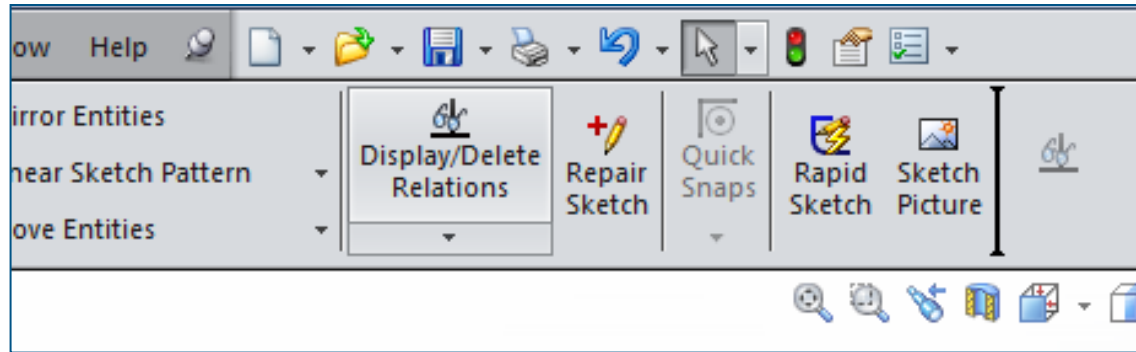 ow Help
irror Entities
near Sketch Pattern
ove Entities
Display/Delete
Relations
Repair
Sketch
Quick
Snaps
Rapid
Sketch
Sketch
Picture